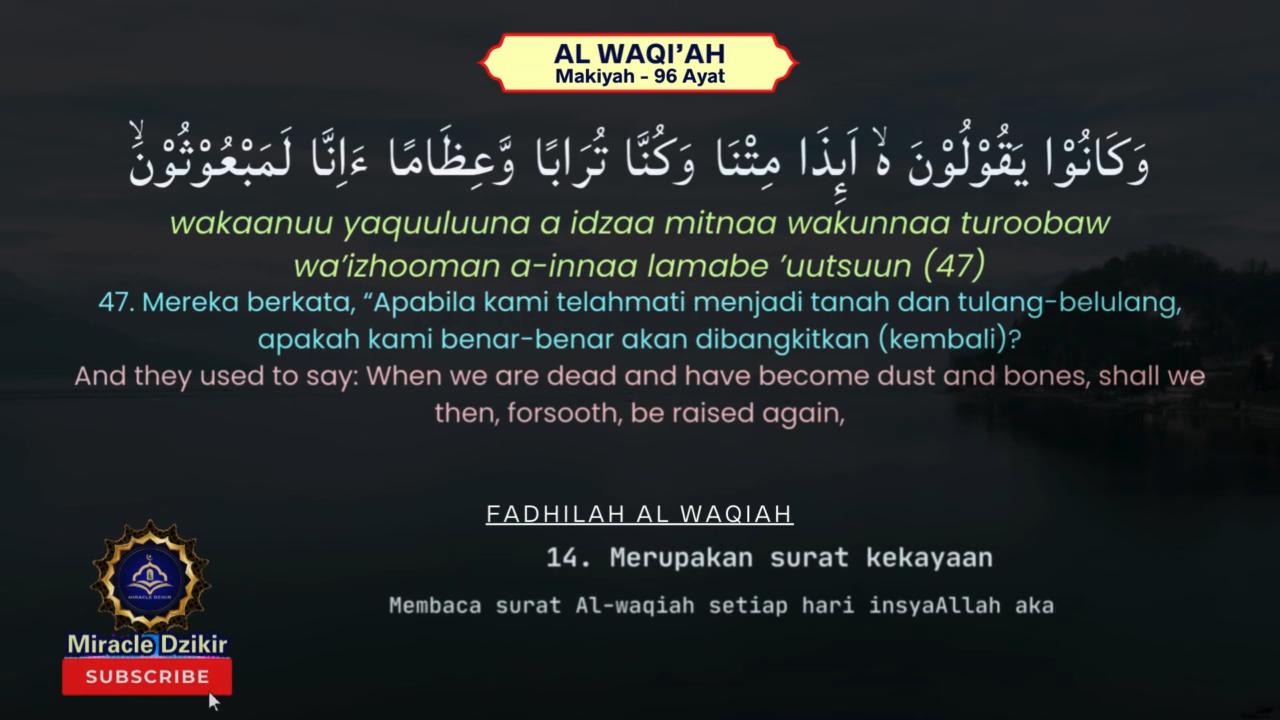 AL WAQI’AH
Makiyah - 96 Ayat
وَكَانُوْا يَقُوْلُوْنَ ەۙ اَىِٕذَا مِتْنَا وَكُنَّا تُرَابًا وَّعِظَامًا ءَاِنَّا لَمَبْعُوْثُوْنَۙ
wakaanuu yaquuluuna a idzaa mitnaa wakunnaa turoobaw
wa’izhooman a-innaa lamabe ’uutsuun (47)
47. Mereka berkata, “Apabila kami telahmati menjadi tanah dan tulang-belulang,
apakah kami benar-benar akan dibangkitkan (kembali)?
And they used to say: When we are dead and have become dust and bones, shall we
then, forsooth, be raised again,
FADHILAH AL WAQIAH
14. Merupakan surat kekayaan
Membaca surat Al-waqiah setiap hari insyaAllah aka
MIRACLE DZIKIR
Miracle Dzikir
SUBSCRIBE